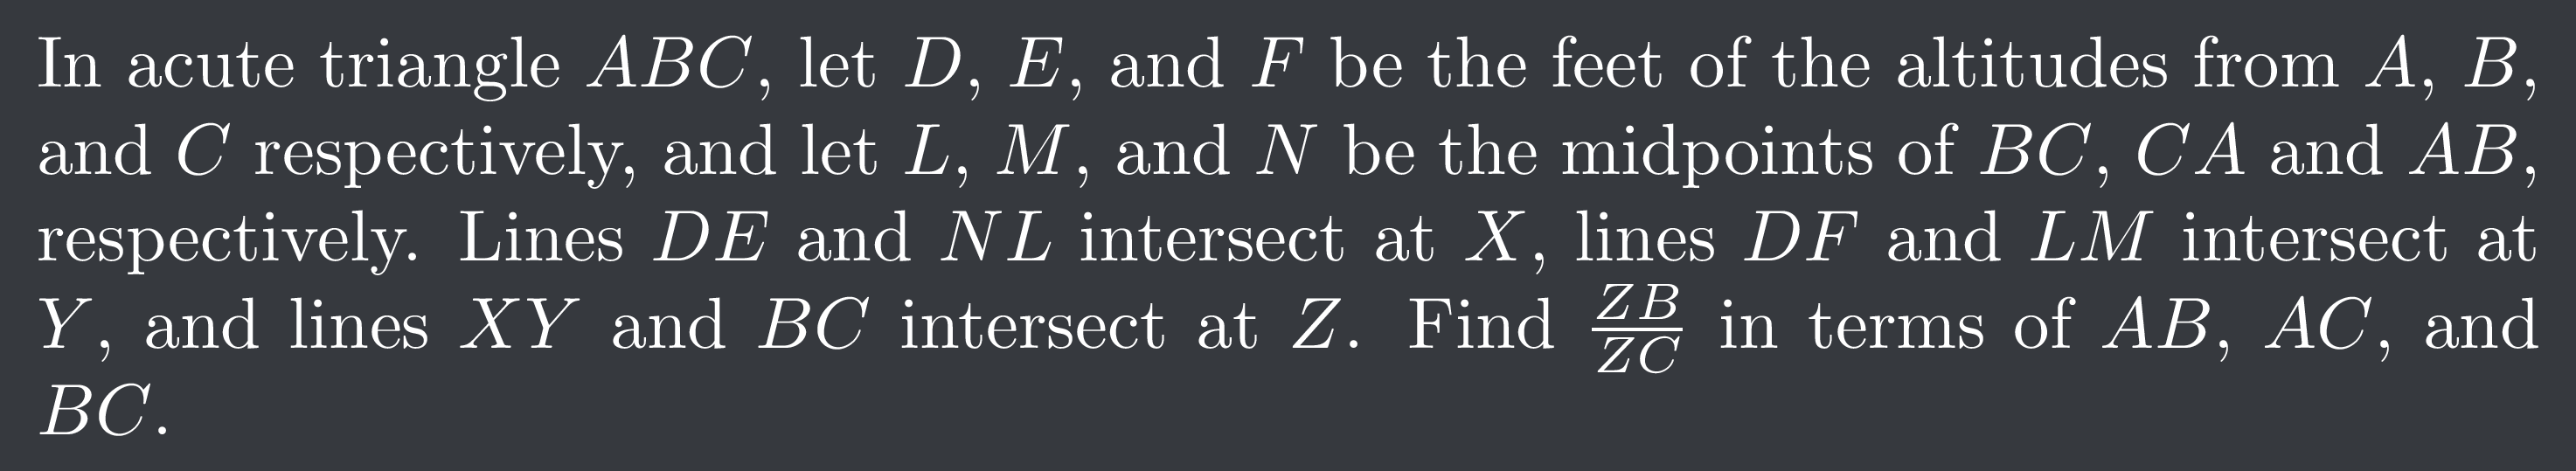 In acute triangle ABC, let D, E, and F be the feet of the altitudes from A, B,
and C respectively, and let L, M, and N be the midpoints of BC, CA and AB,
respectively. Lines DE and NL intersect at X, lines DF and LM intersect at
Y, and lines XY and BC intersect at Z. Find \frac{ZB}{ZC} in terms of AB, AC, and
BC.